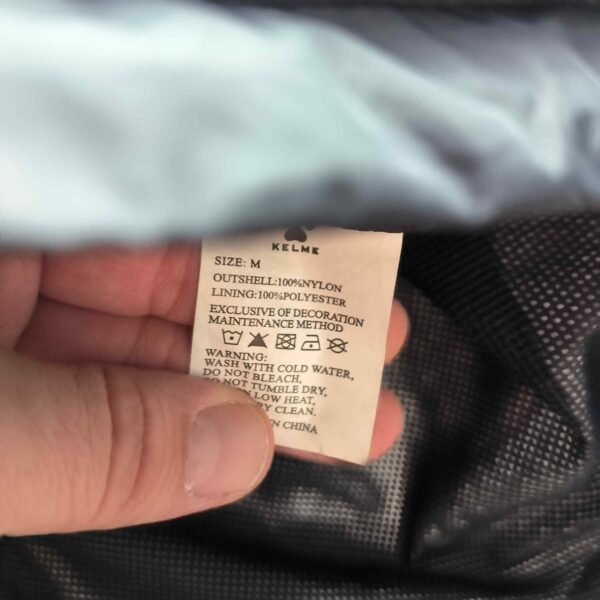 KELME
SIZE: M
OUTSHELL:100%NYLON
LINING:100%POLYESTER
EXCLUSIVE OF DECORATION
MAINTENANCE METHOD
WARNING:
WASH WITH COLD WATER,
DO NOT BLEACH,
NOT TUMBLE DRY,
LOW HEAT,
CLEAN.
CHINA